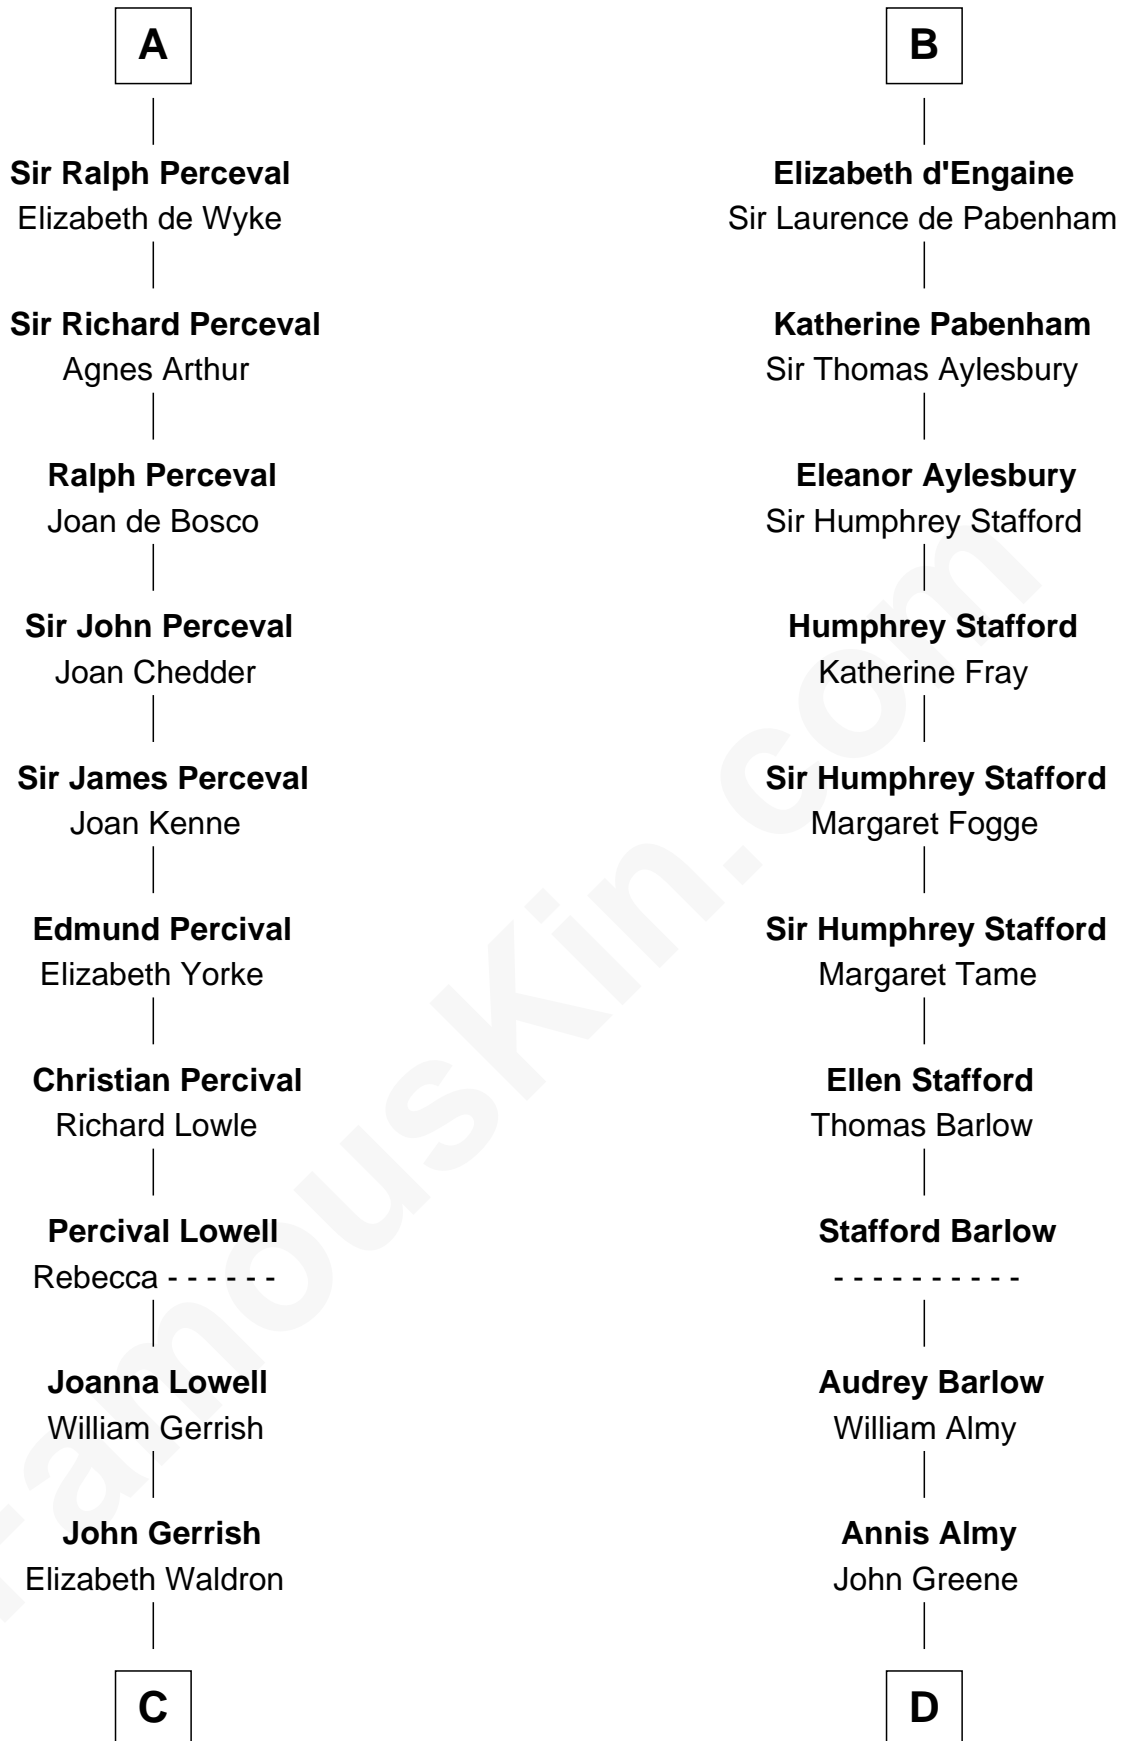 A
Sir Ralph Perceval
Elizabeth de Wyke
Sir Richard Perceval
Agnes Arthur
Ralph Perceval
Joan de Bosco
Sir John Perceval
Joan Chedder
Sir James Perceval
Joan Kenne
Edmund Percival
Elizabeth Yorke
Christian Percival
Richard Lowle
Percival Lowell
Rebecca - - - - - -
Joanna Lowell
William Gerrish
John Gerrish
Elizabeth Waldron
C
B
Elizabeth d'Engaine
Sir Laurence de Pabenham
Katherine Pabenham
Sir Thomas Aylesbury
Eleanor Aylesbury
Sir Humphrey Stafford
Humphrey Stafford
Katherine Fray
Sir Humphrey Stafford
Margaret Fogge
Sir Humphrey Stafford
Margaret Tame
Ellen Stafford
Thomas Barlow
Stafford Barlow
- - - - - - - - - -
Audrey Barlow
William Almy
Annis Almy
John Greene
D
FamousKin.com